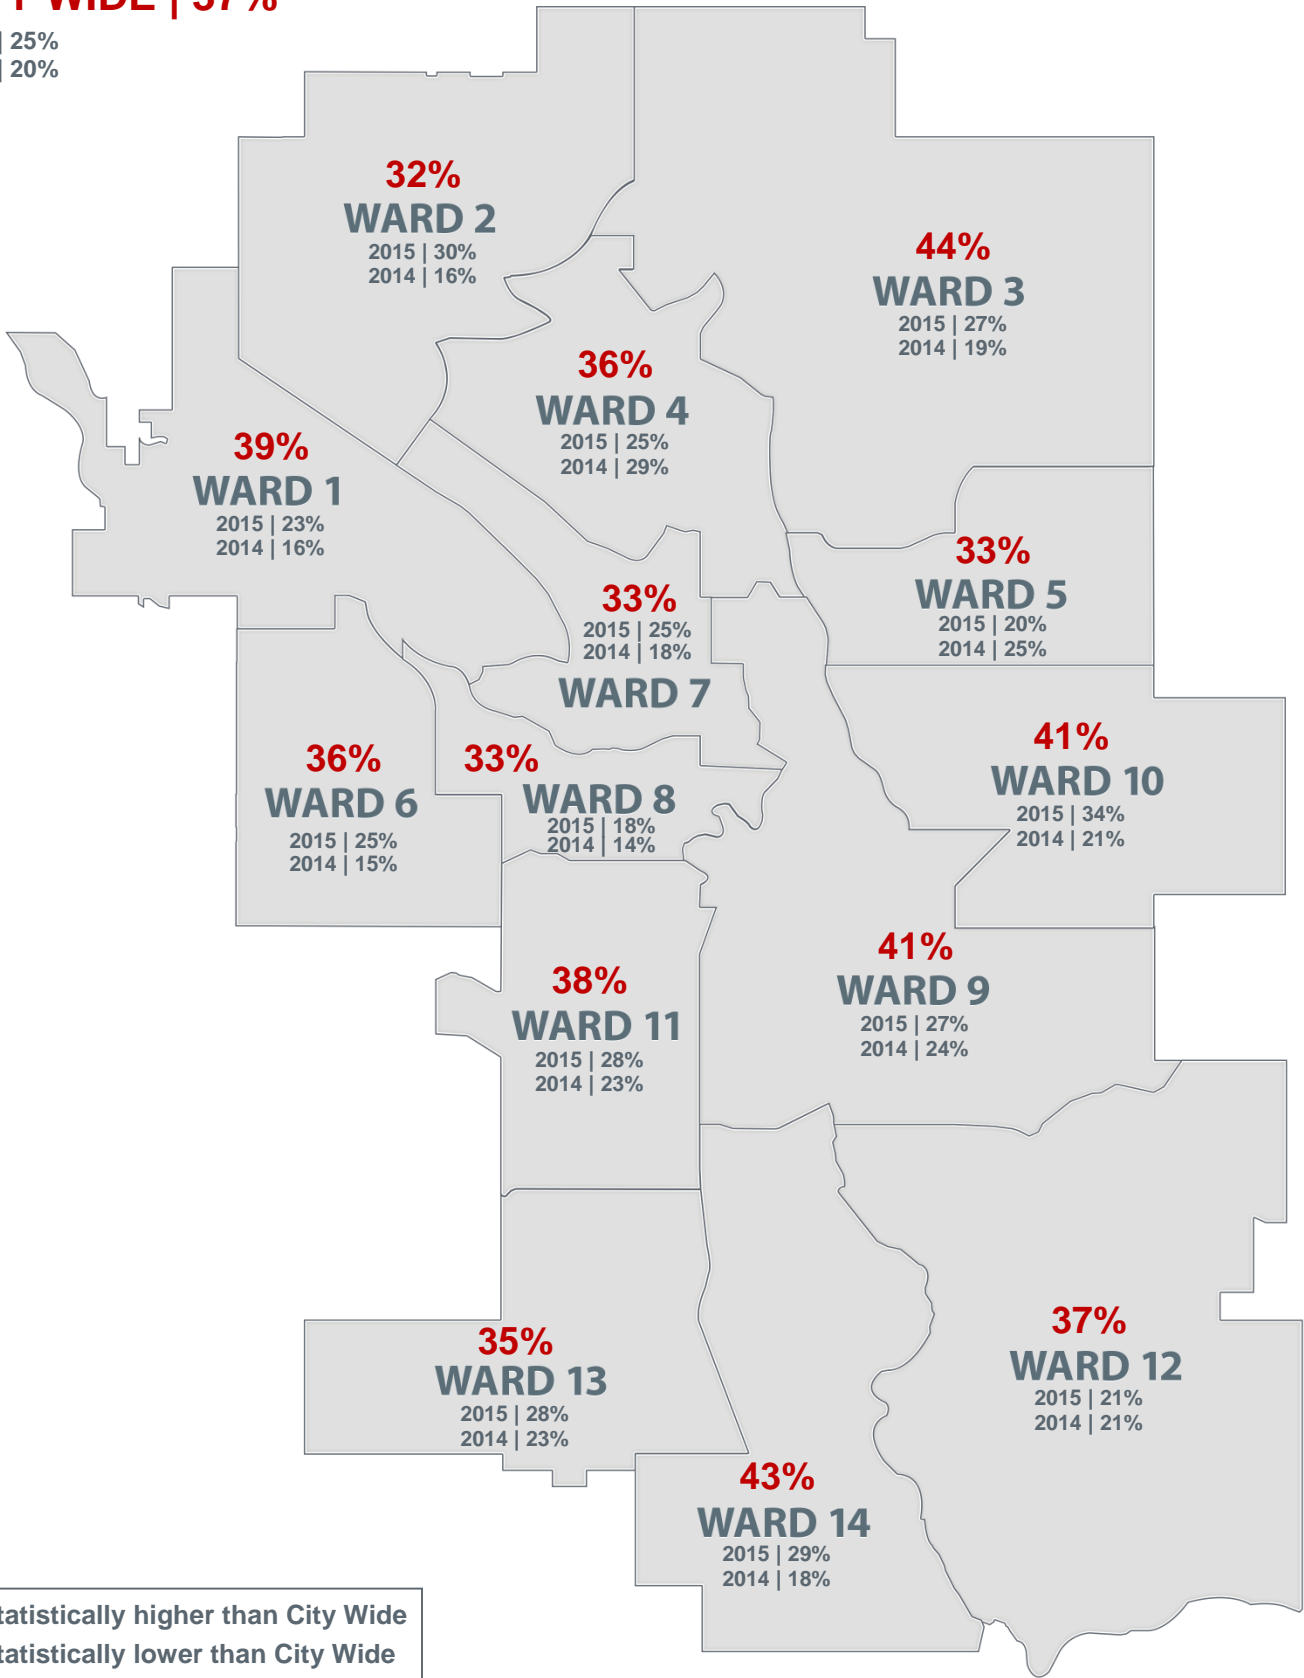 WIDE | 37%
| 25%
| 20%
32%
WARD 2
2015 | 30%
2014 | 16%
44%
WARD 3
2015 | 27%
2014 | 19%
36%
WARD 4
2015 | 25%
2014 | 29%
39%
WARD 1
2015 | 23%
2014 | 16%
33%
WARD 5
2015 | 20%
2014 | 25%
33%
2015 | 25%
2014 | 18%
WARD 7
36%
WARD 6
2015 | 25%
2014 | 15%
33%
WARD 8
2015 | 18%
2014 | 14%
41%
WARD 10
2015 | 34%
2014 | 21%
41%
WARD 9
2015 | 27%
2014 | 24%
38%
WARD 11
2015 | 28%
2014 | 23%
37%
WARD 12
2015 | 21%
2014 | 21%
35%
WARD 13
2015 | 28%
2014 | 23%
43%
WARD 14
2015 | 29%
2014 | 18%
tatistically higher than City Wide
tatistically lower than City Wide